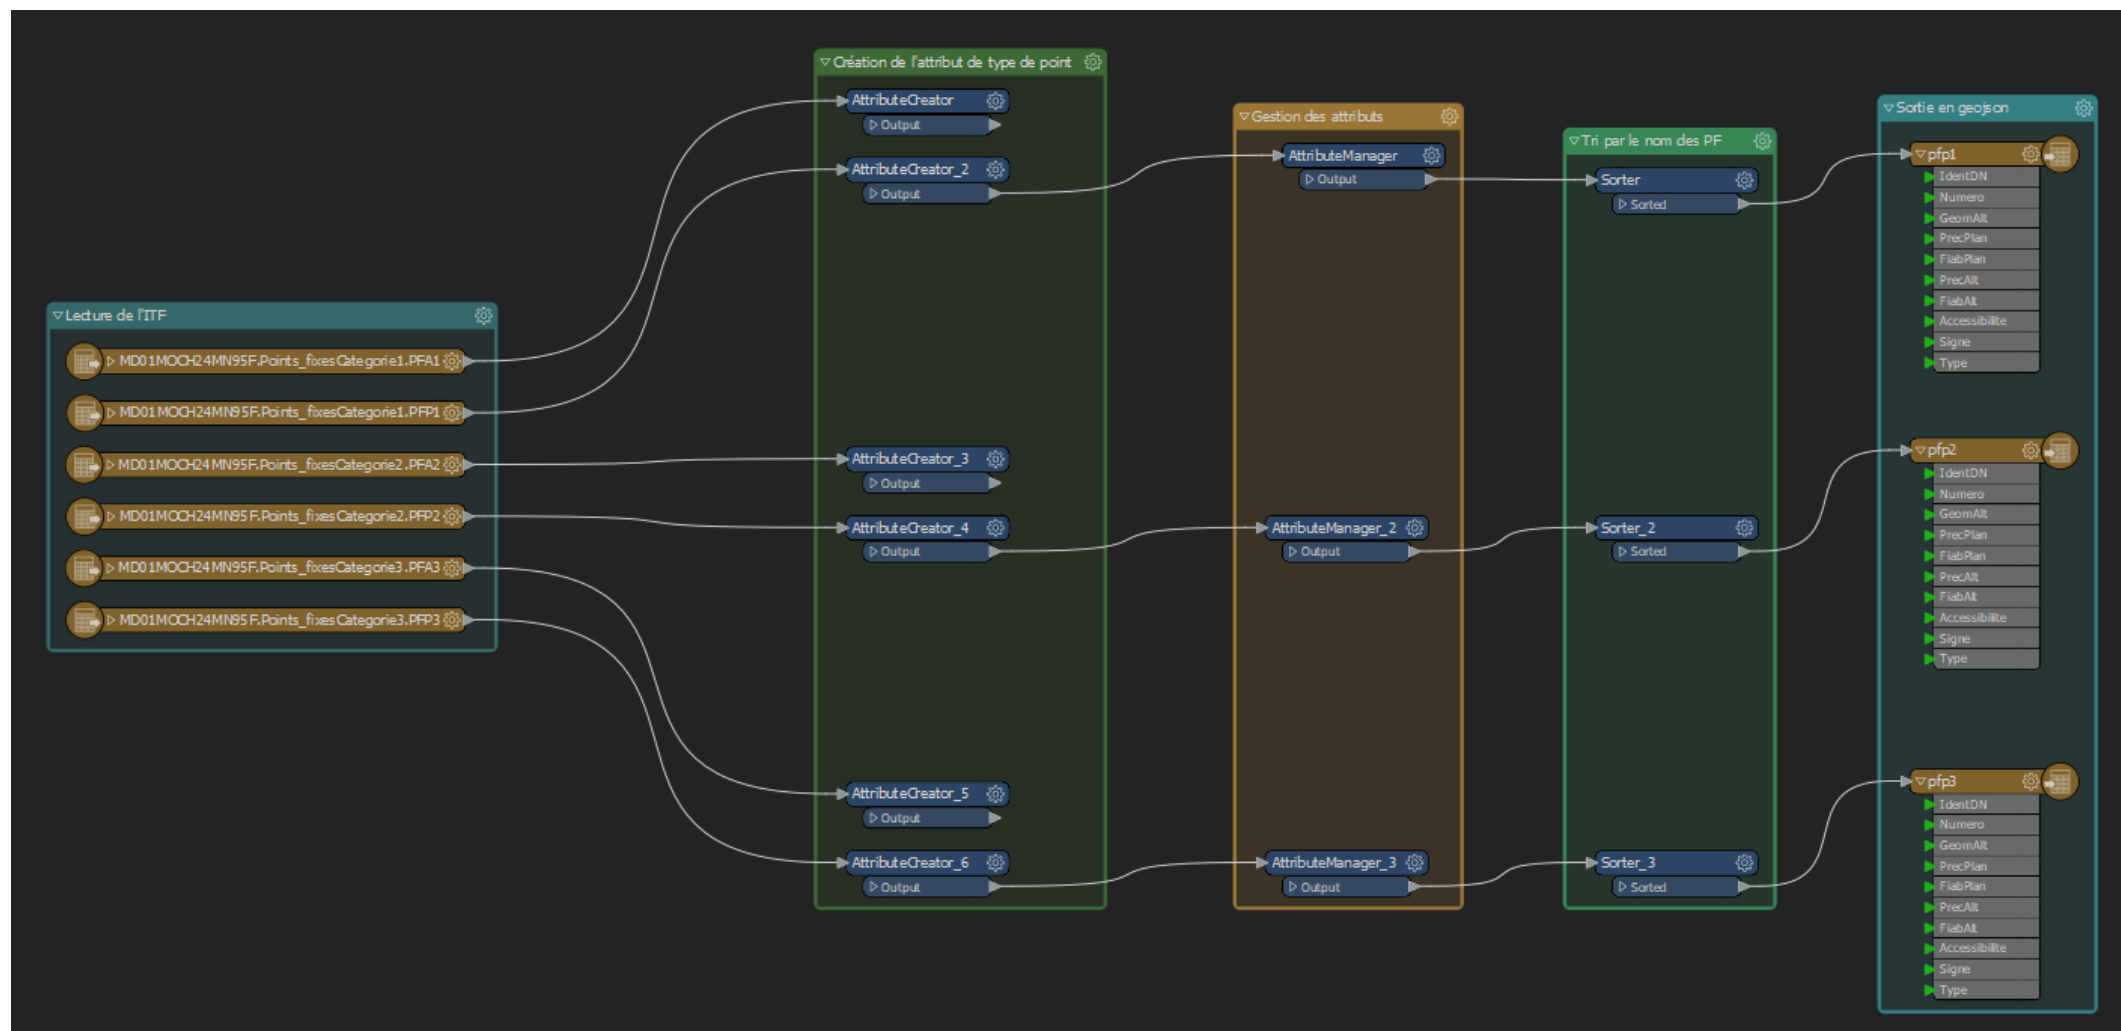 Lecture de l'ITF
MD01MOCH24MN95F.Points_fixesCategorie1.PFA1
MD01MOCH24MN95F.Points_fixesCategorie1.PFP1
MD01MOCH24MN95F.Points_fixesCategorie2.PFA2
MD01MOCH24MN95F.Points_fixesCategorie2.PFP2
MD01MOCH24MN95F.Points_fixesCategorie3.PFA3
MD01MOCH24MN95F.Points_fixesCategorie3.PFP3
Création de l'attribut de type de point
AttributeCreator
Output
AttributeCreator_2
Output
AttributeCreator_3
Output
AttributeCreator_4
Output
AttributeCreator_5
Output
AttributeCreator_6
Output
Gestion des attributs
AttributeManager
Output
AttributeManager_2
Output
AttributeManager_3
Output
Tri par le nom des PF
Sorter
Sorted
Sorter_2
Sorted
Sorter_3
Sorted
Sortie en geojson
pfp1
IdentDN
Numero
GeomAlt
PrecPlan
FiabPlan
PrecAlt
FiabAlt
Accessibilite
Signe
Type
pfp2
IdentDN
Numero
GeomAlt
PrecPlan
FiabPlan
PrecAlt
FiabAlt
Accessibilite
Signe
Type
pfp3
IdentDN
Numero
GeomAlt
PrecPlan
FiabPlan
PrecAlt
FiabAlt
Accessibilite
Signe
Type